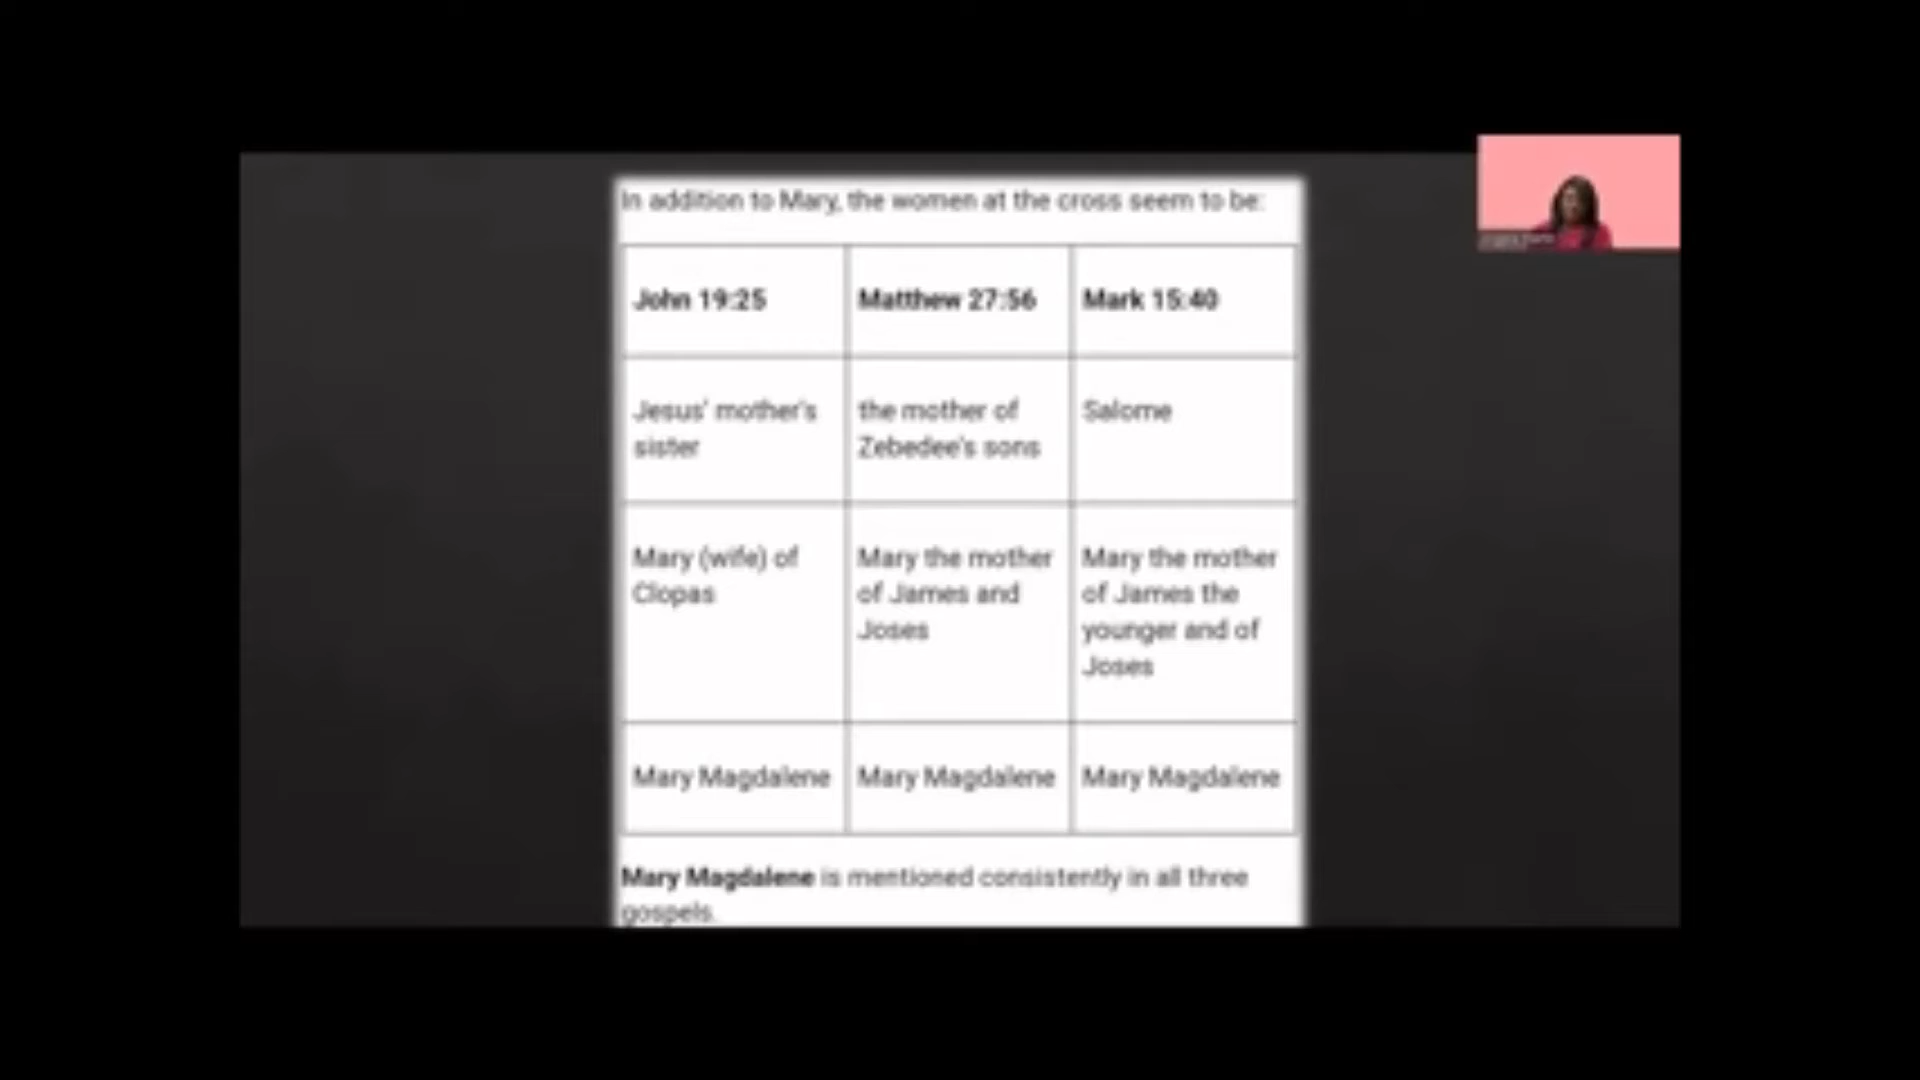 In addition to Mary, the women at the cross seem to be:
John 19:25
Matthew 27:56
Mark 15:40
Jesus' mother's
sister
the mother of
Zebedee's sons
Salome
Mary (wife) of
Clopas
Mary the mother
of James and
Joses
Mary the mother
of James the
younger and of
Joses
Mary Magdalene
Mary Magdalene
Mary Magdalene
Mary Magdalene is mentioned consistently in all three
gospels.